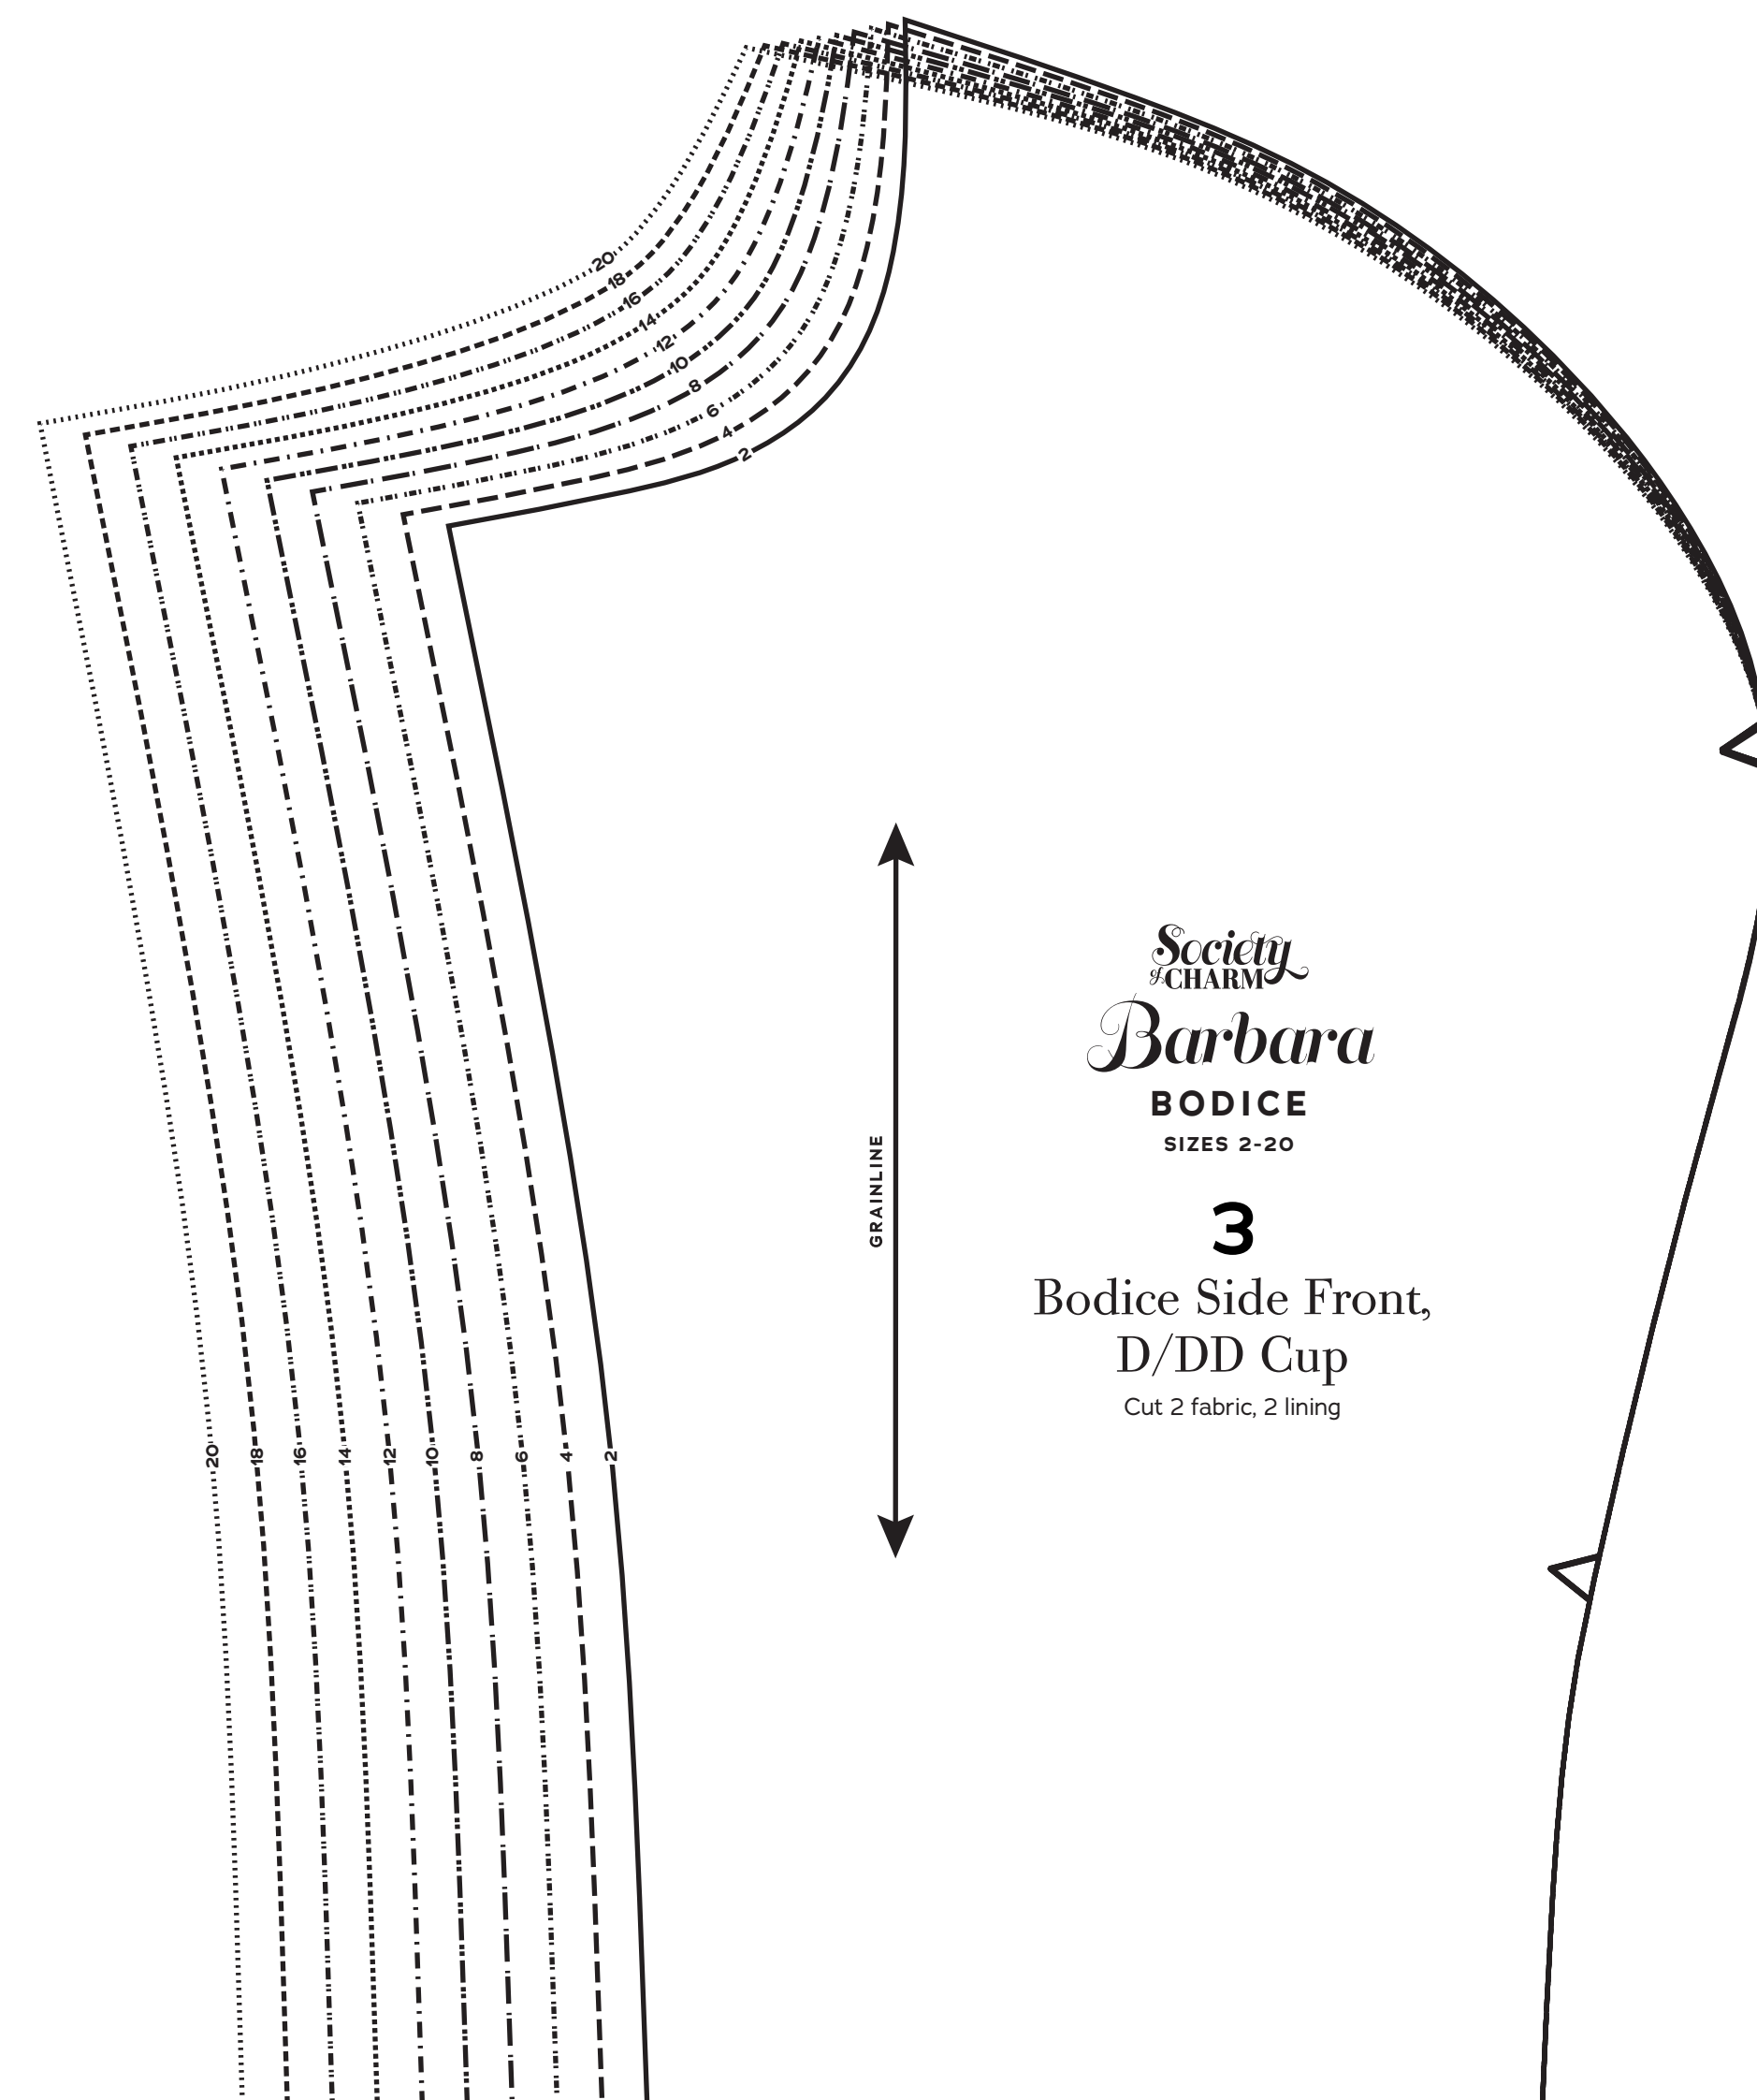 20
18
16
14
12
10
8
6
4
2
Society
of CHARM
Barbara
BODICE
SIZES 2-20
GRAINLINE
3
Bodice Side Front,
D/DD Cup
Cut 2 fabric, 2 lining
20
18
16
14
12
10
8
6
4
2